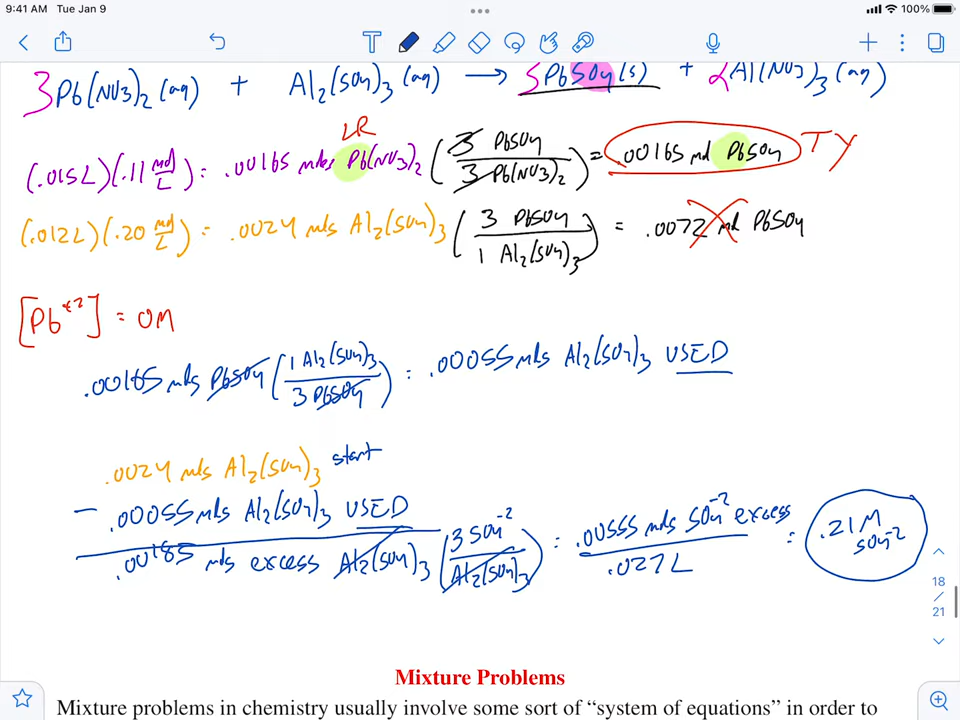 9:41 AM Tue Jan 9 100%
3Pb(NO3)2 (aq) + Al2(SO4)3 (aq) → 3PbSO4(s) + 2Al(NO3)3 (aq)
LR
(.015L)(.11 mol/L) = .00165 moles Pb(NO3)2 (3 PbSO4 / 3 Pb(NO3)2) = .00165 mol PbSO4 TY
(.012L)(.20 mol/L) = .0024 mols Al2(SO4)3 (3 PbSO4 / 1 Al2(SO4)3) = .0072 mol PbSO4
[Pb+2] = 0M
.00165 mols PbSO4 (1 Al2(SO4)3 / 3 PbSO4) = .00055 mols Al2(SO4)3 USED
.0024 mols Al2(SO4)3 start
− .00055 mols Al2(SO4)3 USED
.00185 mols excess Al2(SO4)3 (3 SO4-2 / Al2(SO4)3) = .00555 mols SO4-2 excess / .027L = .21M SO4-2
18
/
21
Mixture Problems
Mixture problems in chemistry usually involve some sort of “system of equations” in order to